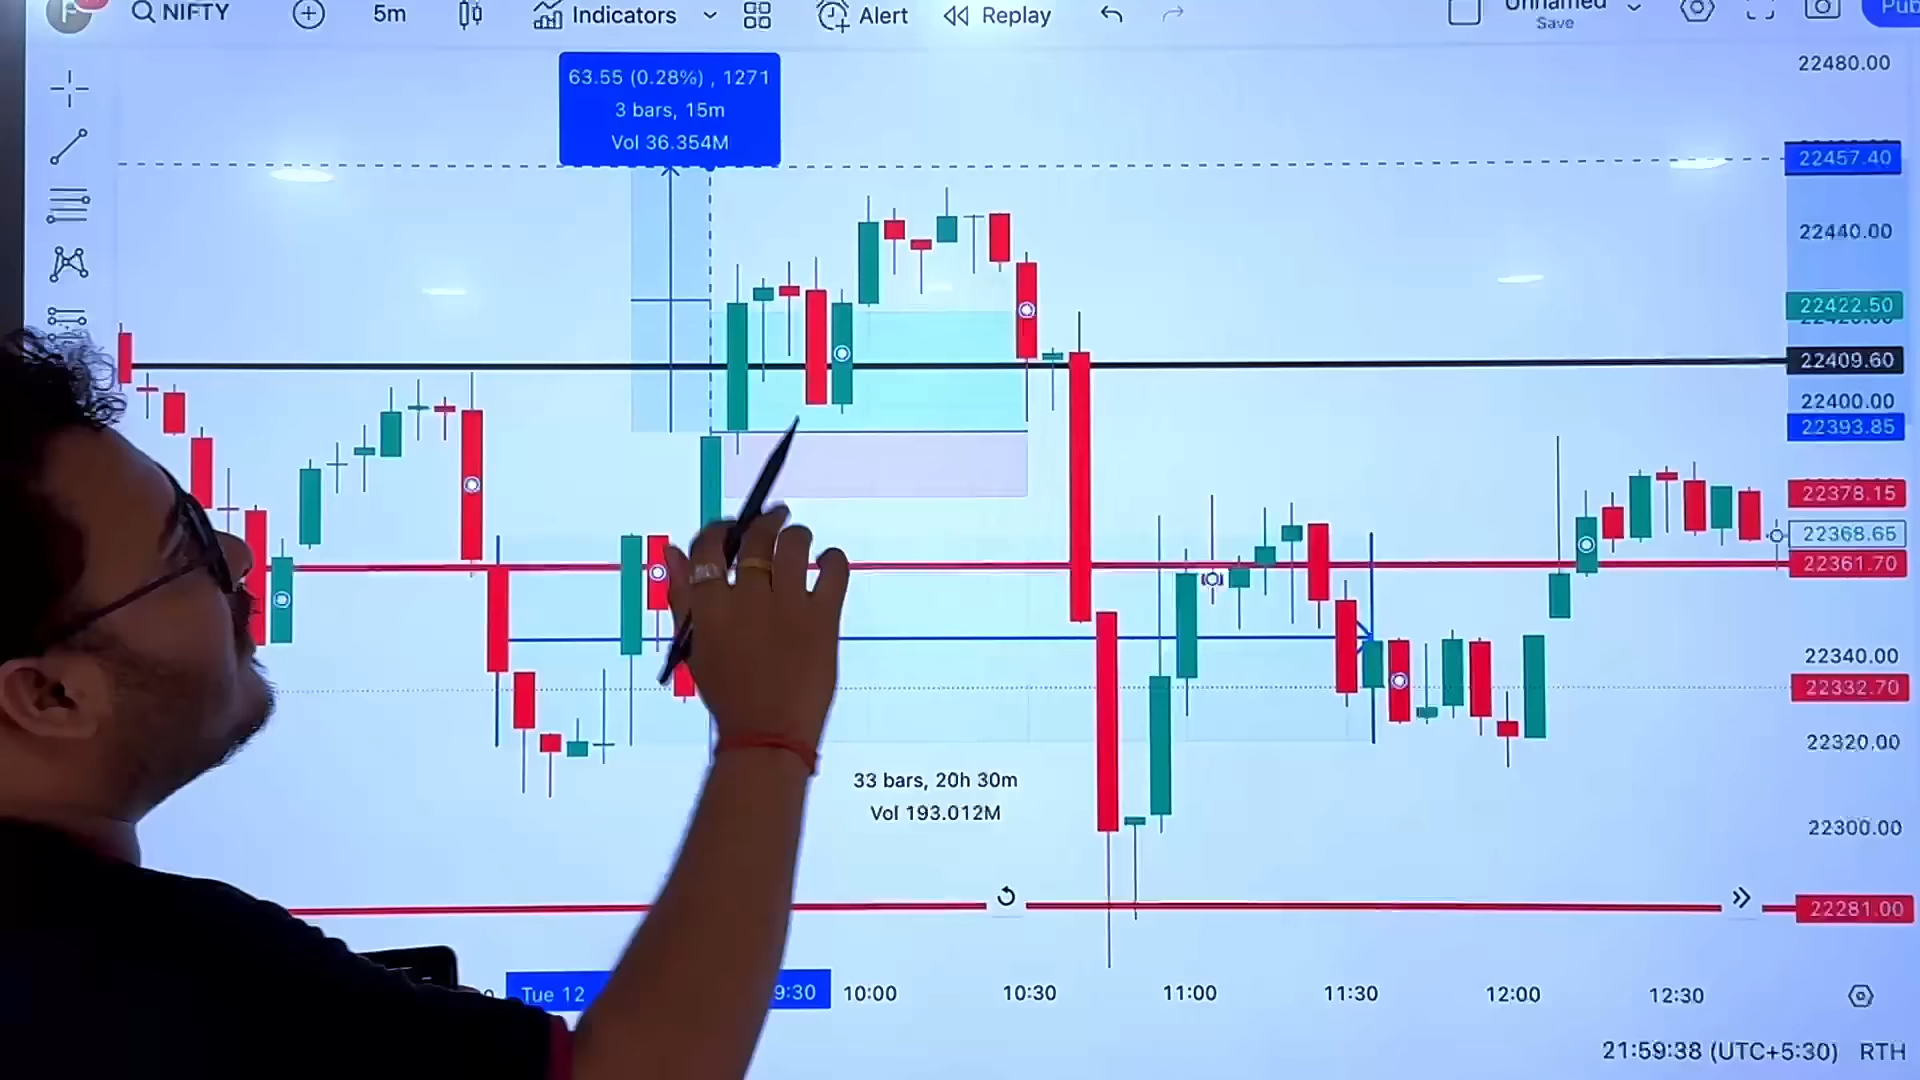 NIFTY
5m
Indicators
Alert
Replay
Unnamed
Save
Pub
63.55 (0.28%) , 1271
3 bars, 15m
Vol 36.354M
22480.00
22457.40
22440.00
22422.50
22409.60
22400.00
22393.85
22378.15
22368.65
22361.70
22340.00
22332.70
22320.00
22300.00
22281.00
33 bars, 20h 30m
Vol 193.012M
Tue 12
9:30
10:00
10:30
11:00
11:30
12:00
12:30
21:59:38 (UTC+5:30)
RTH